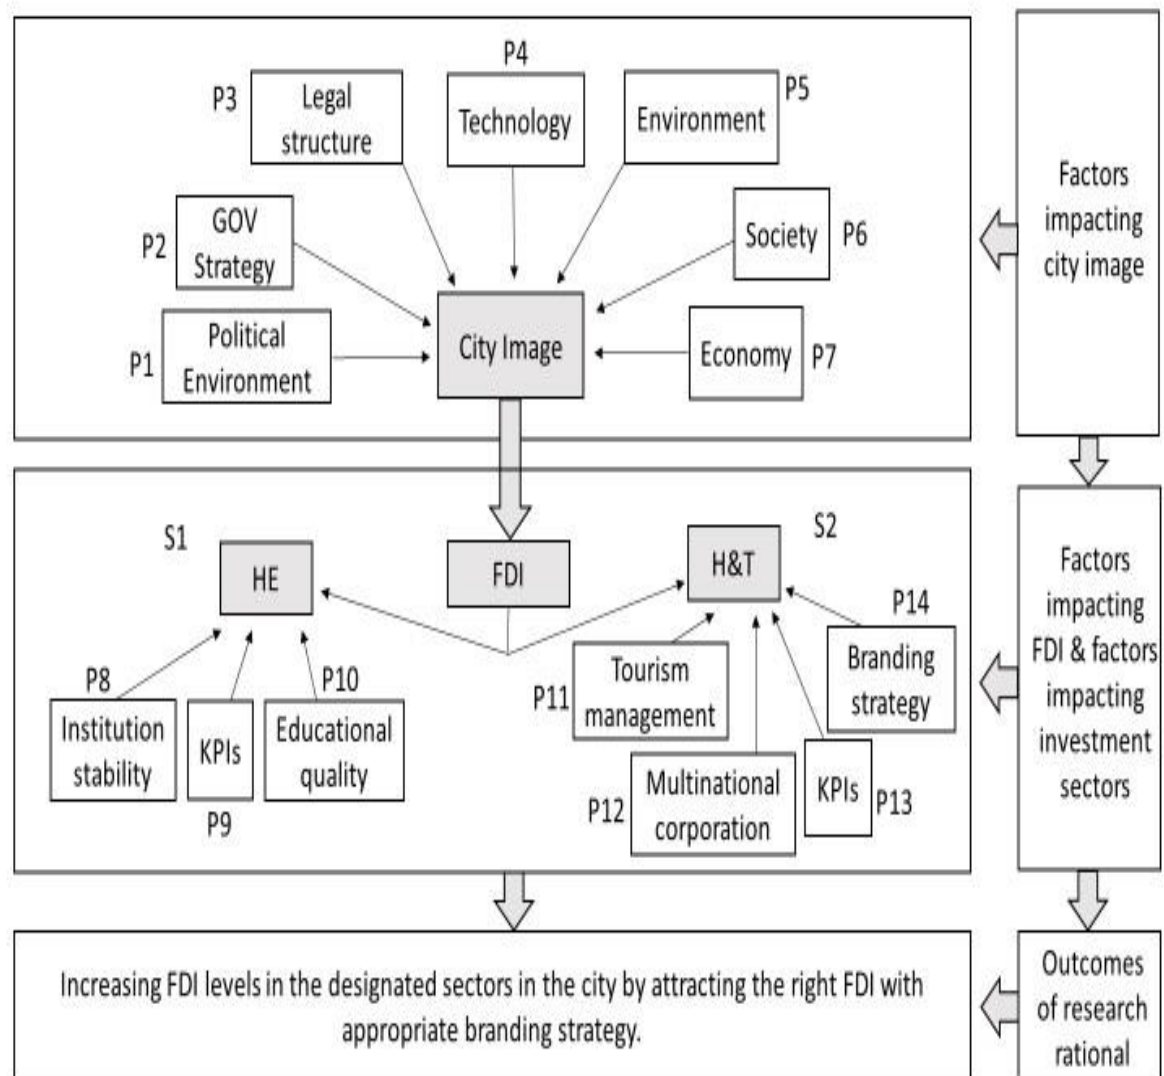 P4
P3
Legal
structure
Technology
Environment
P5
P2
GOV
Strategy
Society
P6
P1
Political
Environment
City Image
Economy
P7
Factors
impacting
city image
S1
HE
FDI
H&T
S2
P8
Institution
stability
KPIs
P9
P10
Educational
quality
P11
Tourism
management
P12
Multinational
corporation
KPIs
P13
P14
Branding
strategy
Factors
impacting
FDI & factors
impacting
investment
sectors
Increasing FDI levels in the designated sectors in the city by attracting the right FDI with
appropriate branding strategy.
Outcomes
of research
rational